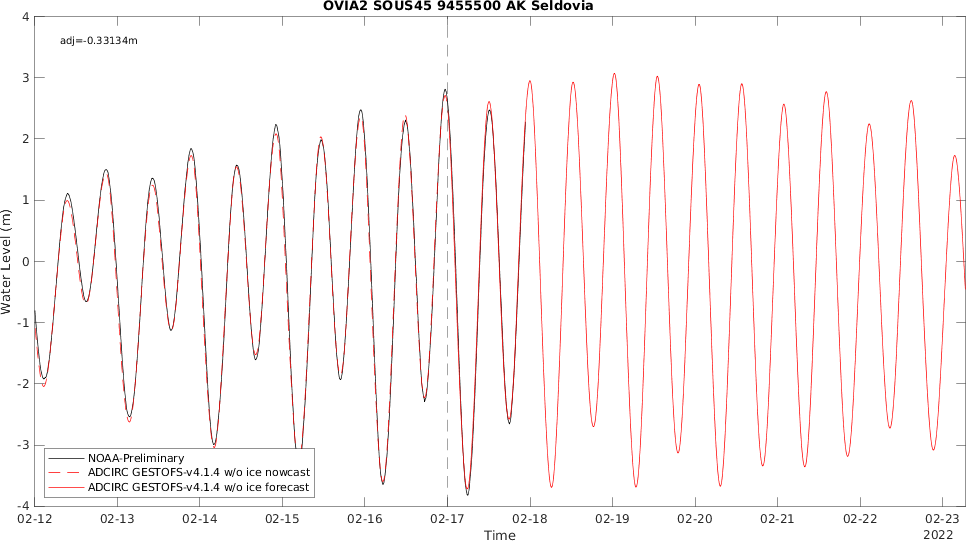 OVIA2 SOUS45 9455500 AK Seldovia
adj=-0.33134m
4
3
2
1
0
-1
-2
-3
-4
Water Level (m)
NOAA-Preliminary
ADCIRC GESTOFS-v4.1.4 w/o ice nowcast
ADCIRC GESTOFS-v4.1.4 w/o ice forecast
02-12 02-13 02-14 02-15 02-16 02-17 02-18 02-19 02-20 02-21 02-22 02-23
Time
2022